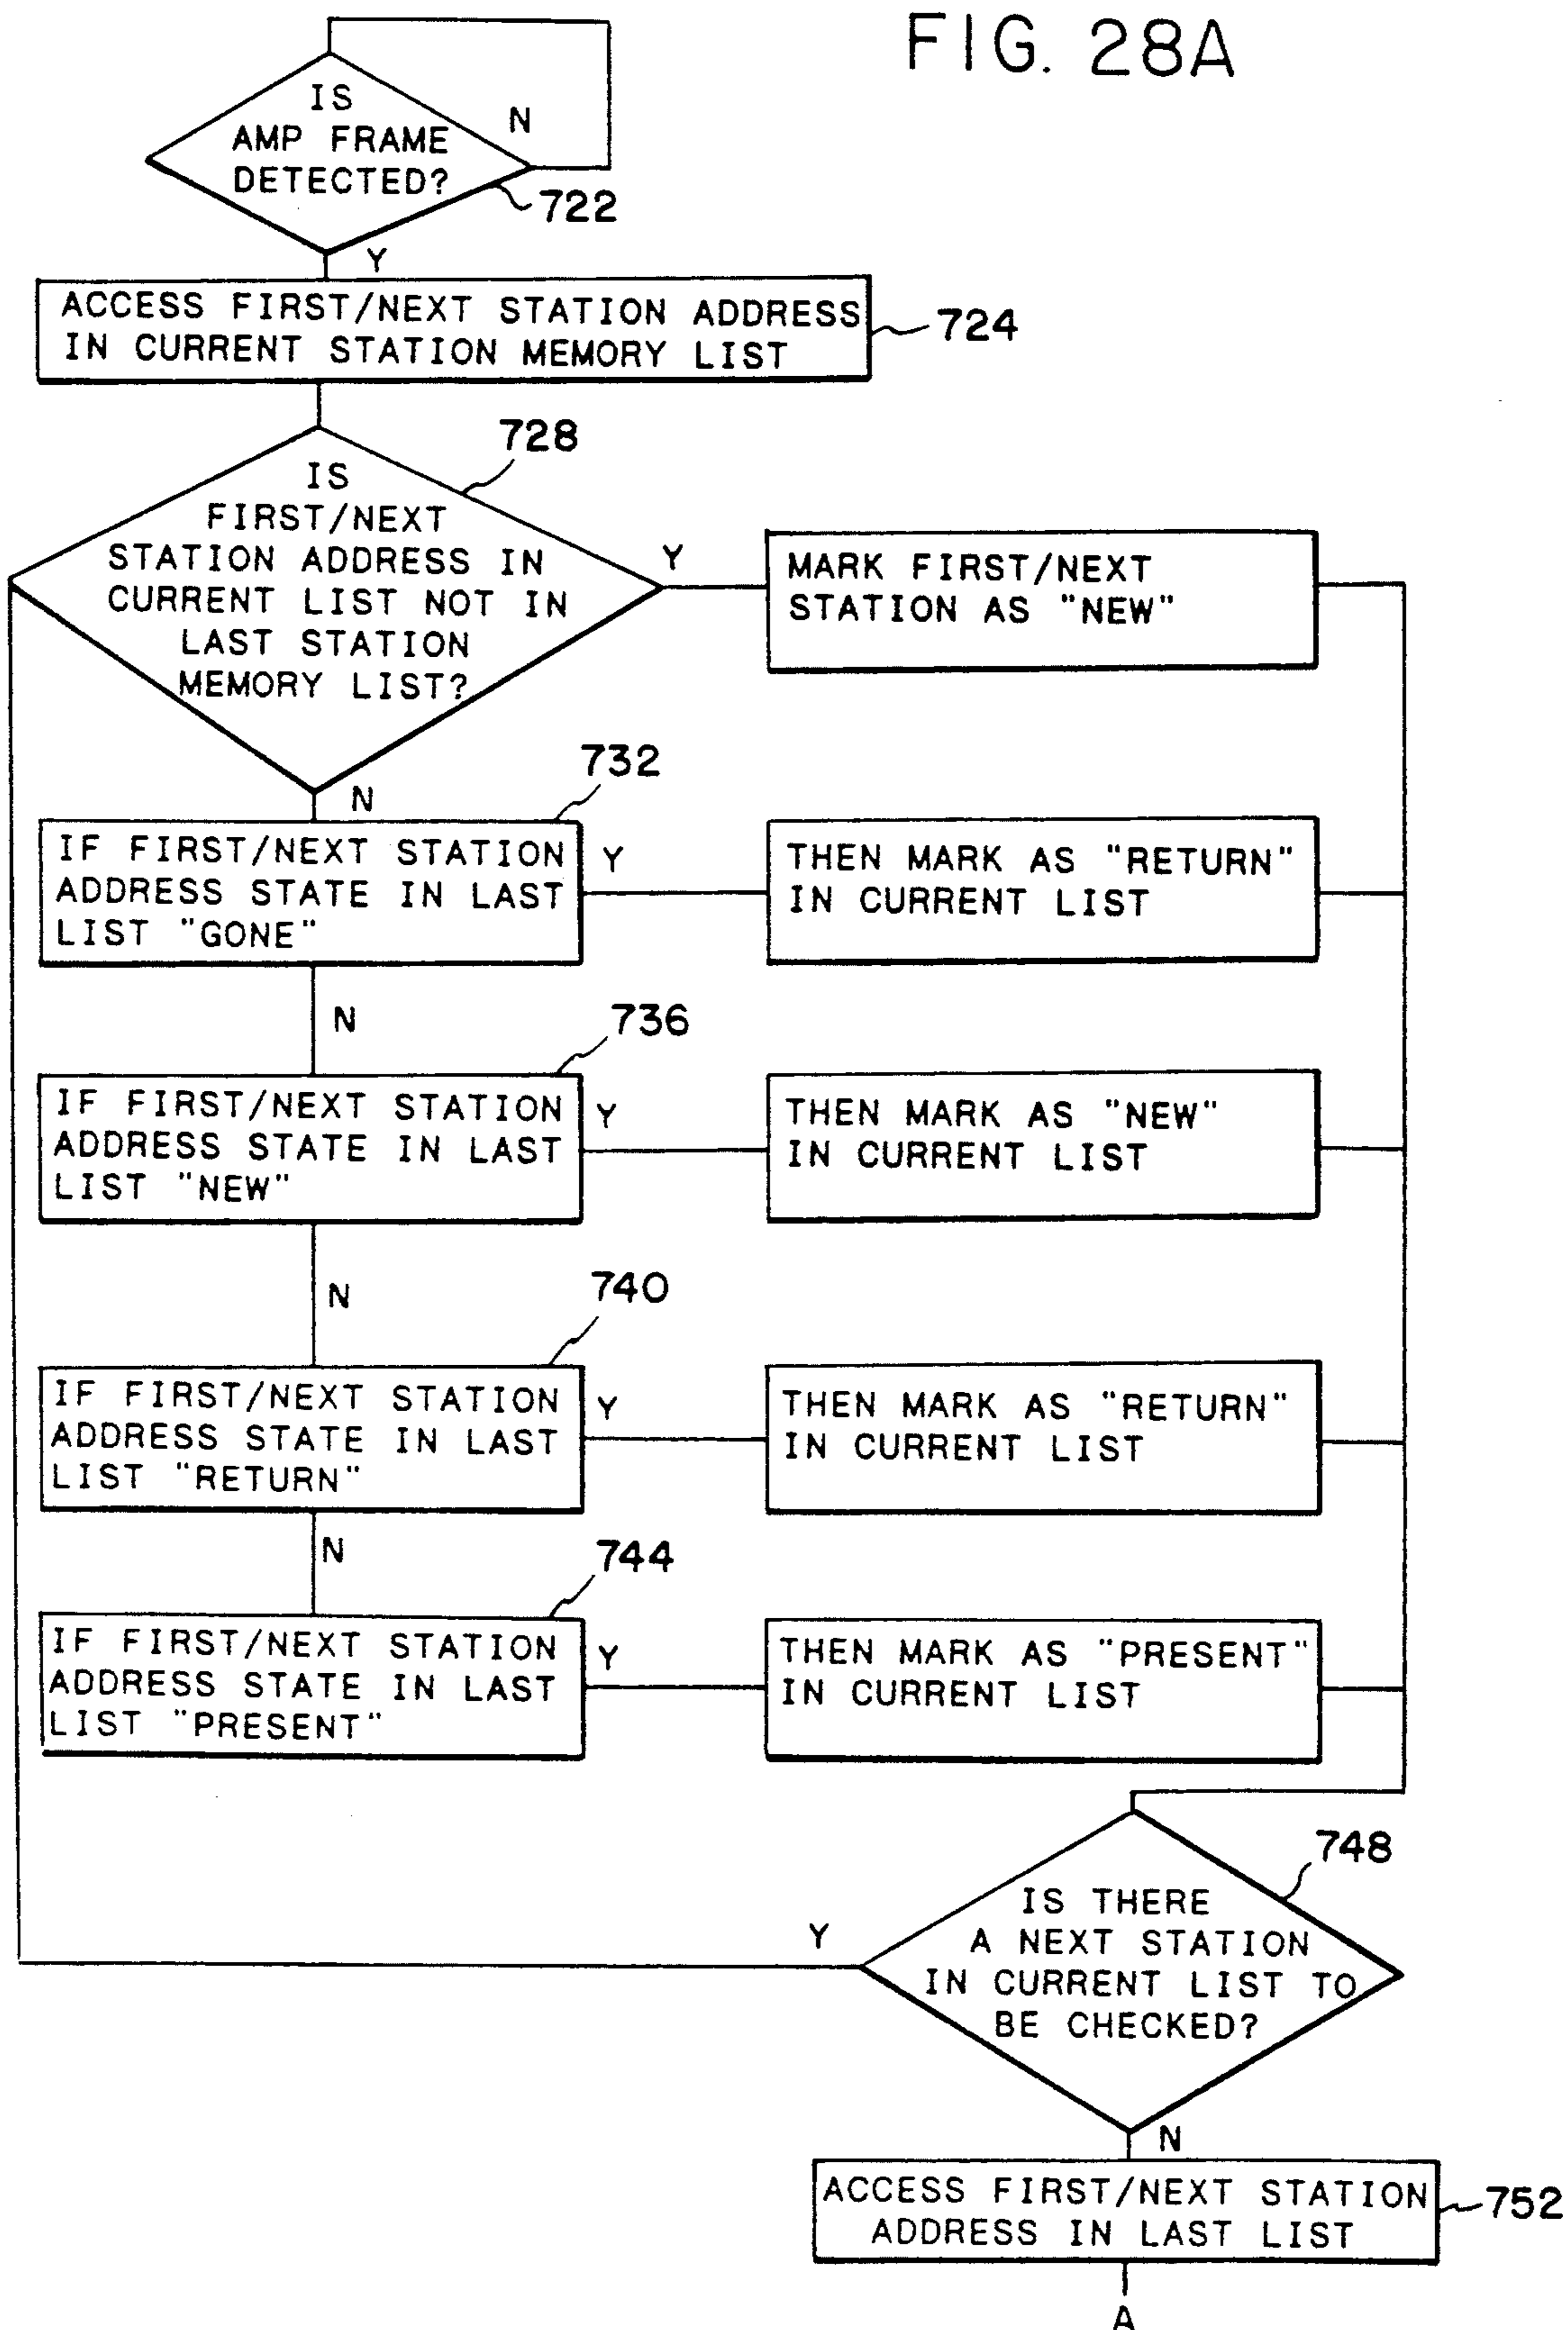 FIG. 28A
IS
AMP FRAME
DETECTED?
N
722
Y
ACCESS FIRST/NEXT STATION ADDRESS
IN CURRENT STATION MEMORY LIST
724
728
IS
FIRST/NEXT
STATION ADDRESS IN
CURRENT LIST NOT IN
LAST STATION
MEMORY LIST?
Y
MARK FIRST/NEXT
STATION AS "NEW"
N
732
IF FIRST/NEXT STATION
ADDRESS STATE IN LAST
LIST "GONE"
Y
THEN MARK AS "RETURN"
IN CURRENT LIST
N
736
IF FIRST/NEXT STATION
ADDRESS STATE IN LAST
LIST "NEW"
Y
THEN MARK AS "NEW"
IN CURRENT LIST
N
740
IF FIRST/NEXT STATION
ADDRESS STATE IN LAST
LIST "RETURN"
Y
THEN MARK AS "RETURN"
IN CURRENT LIST
N
744
IF FIRST/NEXT STATION
ADDRESS STATE IN LAST
LIST "PRESENT"
Y
THEN MARK AS "PRESENT"
IN CURRENT LIST
748
IS THERE
A NEXT STATION
IN CURRENT LIST TO
BE CHECKED?
Y
N
ACCESS FIRST/NEXT STATION
ADDRESS IN LAST LIST
752
A